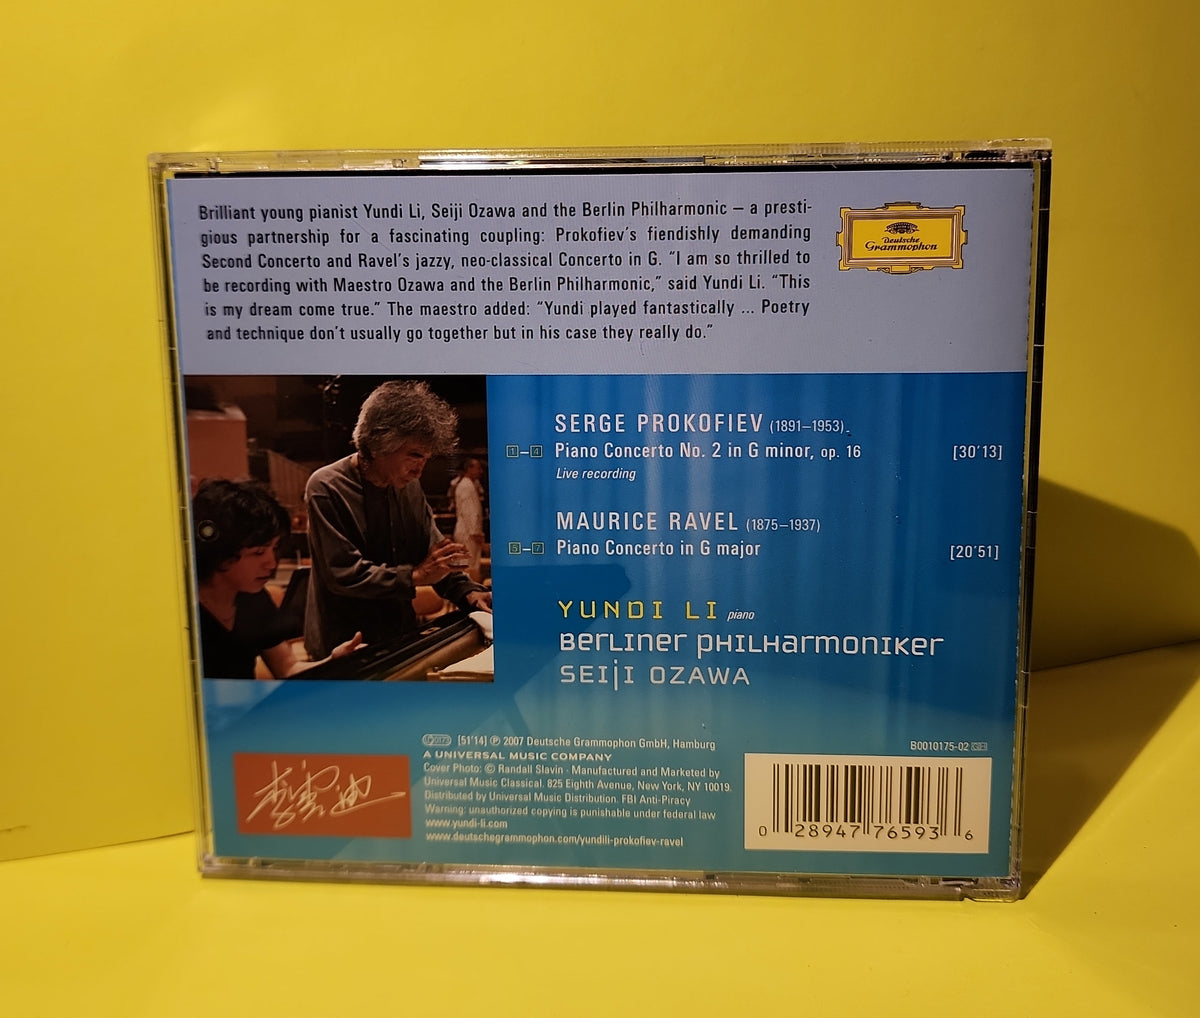 Brilliant young pianist Yundi Li, Seiji Ozawa and the Berlin Philharmonic – a presti-
gious partnership for a fascinating coupling: Prokofiev's fiendishly demanding
Second Concerto and Ravel's jazzy, neo-classical Concerto in G. “I am so thrilled to
be recording with Maestro Ozawa and the Berlin Philharmonic,” said Yundi Li. “This
is my dream come true.” The maestro added: “Yundi played fantastically ... Poetry
and technique don't usually go together but in his case they really do.”
Deutsche
Grammophon
SERGE PROKOFIEV (1891–1953)
1–4 Piano Concerto No. 2 in G minor, op. 16 [30'13]
Live recording
MAURICE RAVEL (1875–1937)
5–7 Piano Concerto in G major [20'51]
YUNDI LI piano
Berliner Philharmoniker
SEIJI OZAWA
[51'14] ℗ 2007 Deutsche Grammophon GmbH, Hamburg
A UNIVERSAL MUSIC COMPANY
Cover Photo: © Randall Slavin · Manufactured and Marketed by
Universal Music Classical. 825 Eighth Avenue, New York, NY 10019.
Distributed by Universal Music Distribution. FBI Anti-Piracy
Warning: unauthorized copying is punishable under federal law
www.yundi-li.com
www.deutschegrammophon.com/yundili-prokofiev-ravel
B0010175-02 GH
0 28947 76593 6
李雲迪